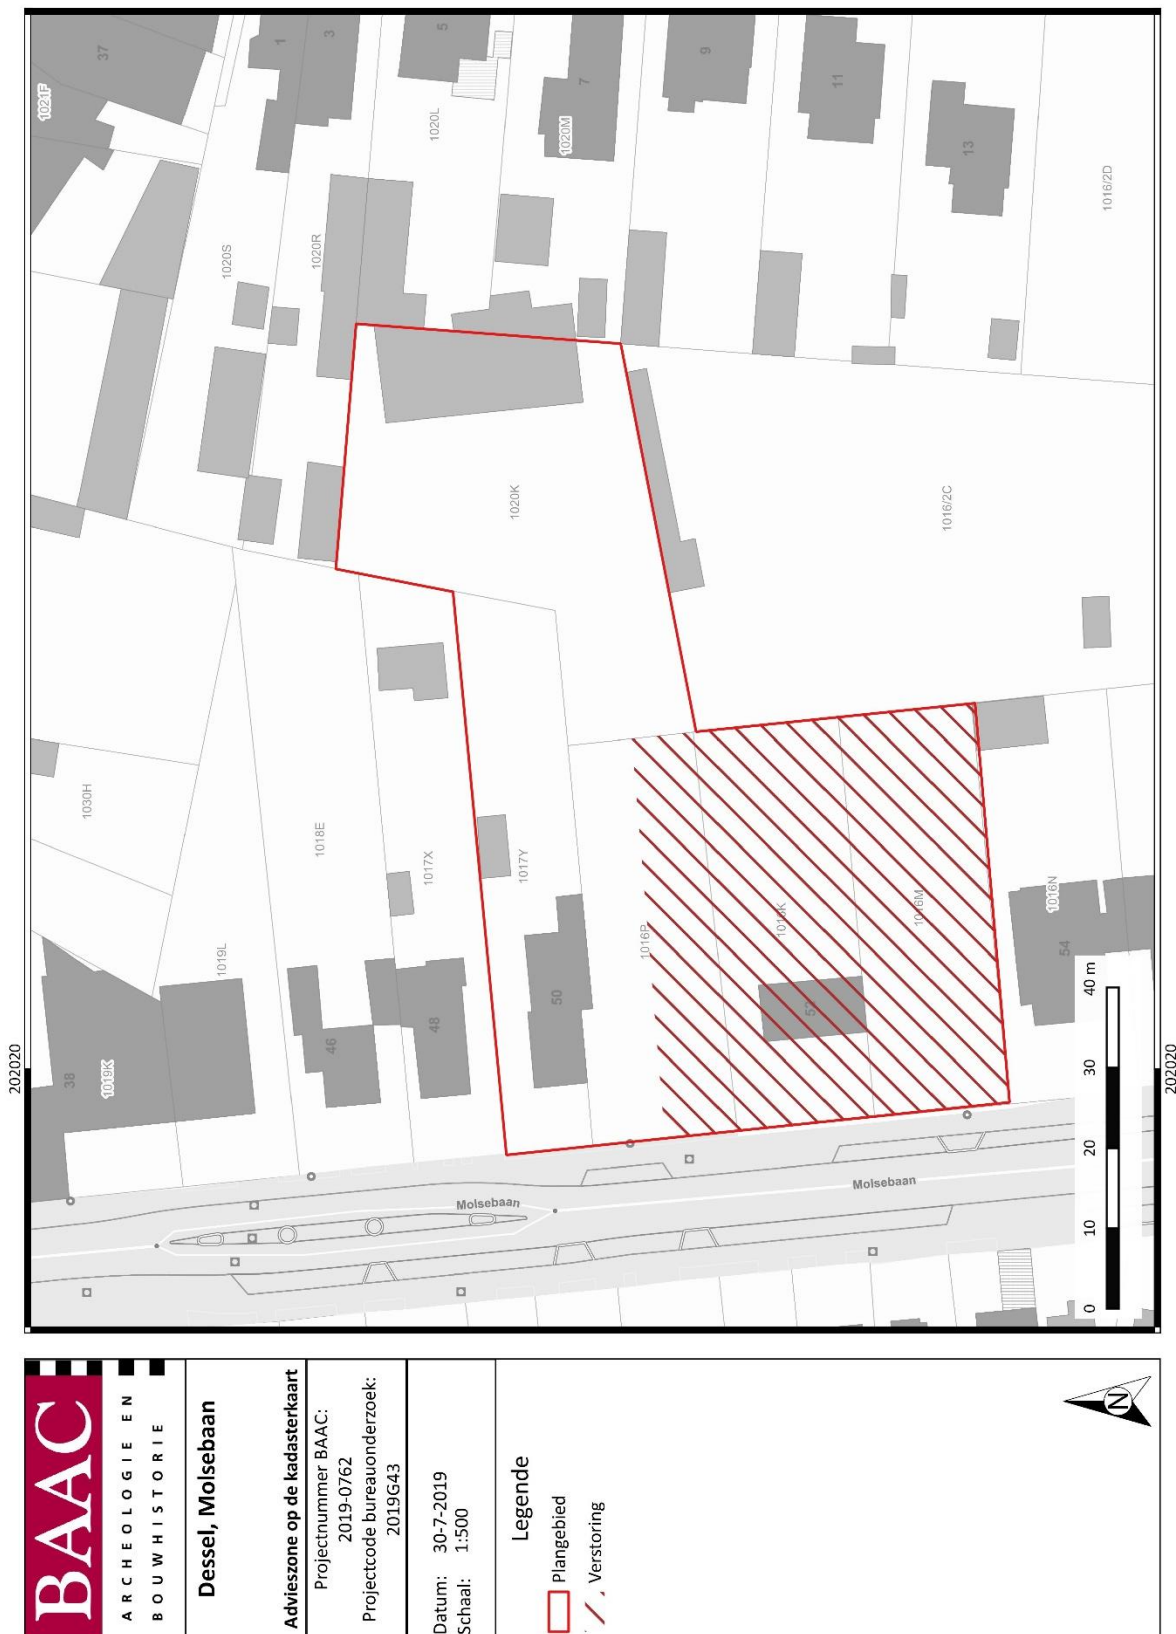 BAAC
ARCHEOLOGIE EN
BOUWHISTORIE
Dessel, Molsebaan
Advieszone op de kadasterkaart
Projectnummer BAAC:
2019-0762
Projectcode bureauonderzoek:
2019G43
Datum: 30-7-2019
Schaal: 1:500
Legende
Plangebied
Verstoring
N
202020
202020
37
1021F
1
3
5
7
9
11
13
1020L
1020M
1020S
1020R
1016/2D
1020K
1016/2C
1030H
1018E
1017X
1017Y
1019L
1016P
1016K
1016M
1016N
38
1019K
46
48
50
52
54
Molsebaan
Molsebaan
0 10 20 30 40 m